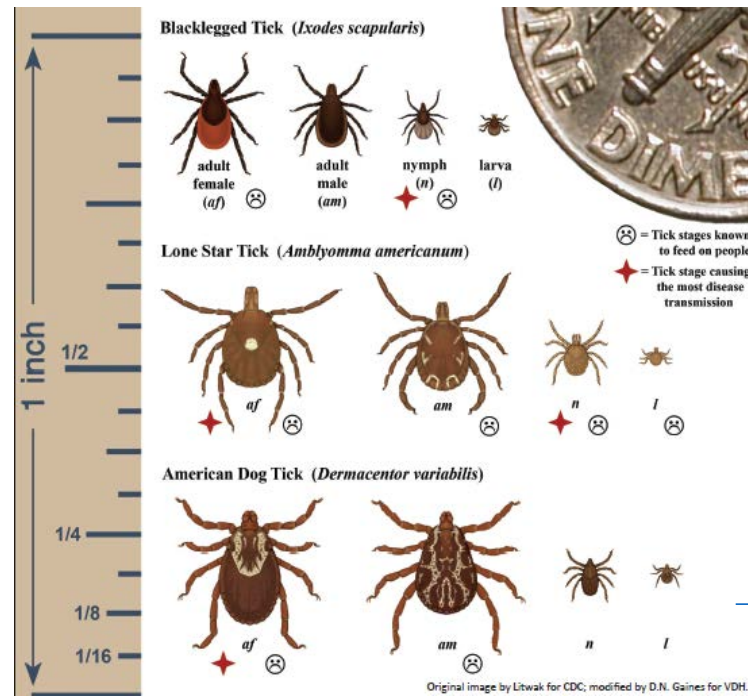 1 inch
1/2
1/4
1/8
1/16
Blacklegged Tick (Ixodes scapularis)
adult
female
(af)
adult
male
(am)
nymph
(n)
larva
(l)
ONE DIME
= Tick stages known
to feed on people
= Tick stage causing
the most disease
transmission
Lone Star Tick (Amblyomma americanum)
af
am
n
l
American Dog Tick (Dermacentor variabilis)
af
am
n
l
Original image by Litwak for CDC; modified by D.N. Gaines for VDH.